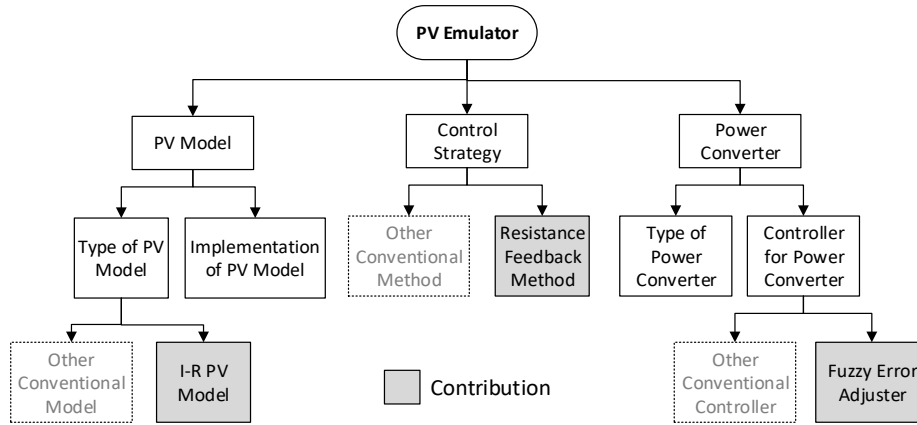 PV Emulator
PV Model
Control
Strategy
Power
Converter
Type of PV
Model
Implementation
of PV Model
Other
Conventional
Method
Resistance
Feedback
Method
Type of
Power
Converter
Controller
for Power
Converter
Other
Conventional
Model
I-R PV
Model
Contribution
Other
Conventional
Controller
Fuzzy Error
Adjuster